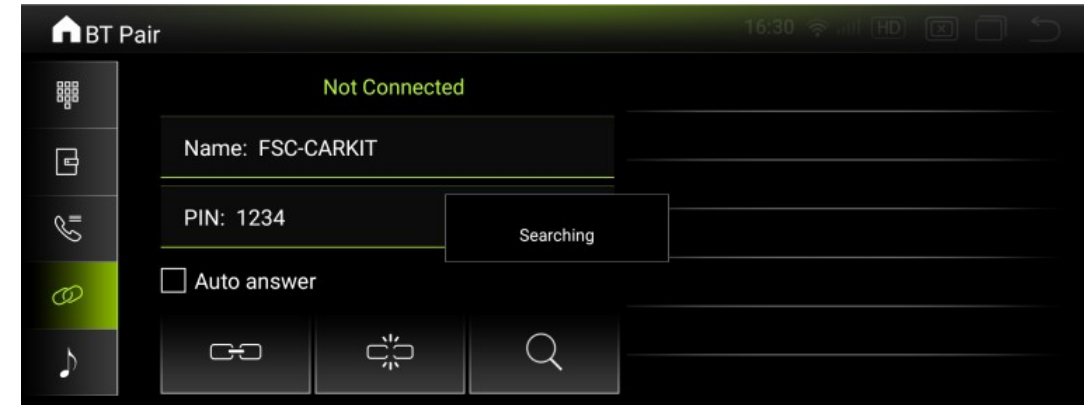 BT Pair
16:30
HD
Not Connected
Name: FSC-CARKIT
PIN: 1234
Searching
Auto answer